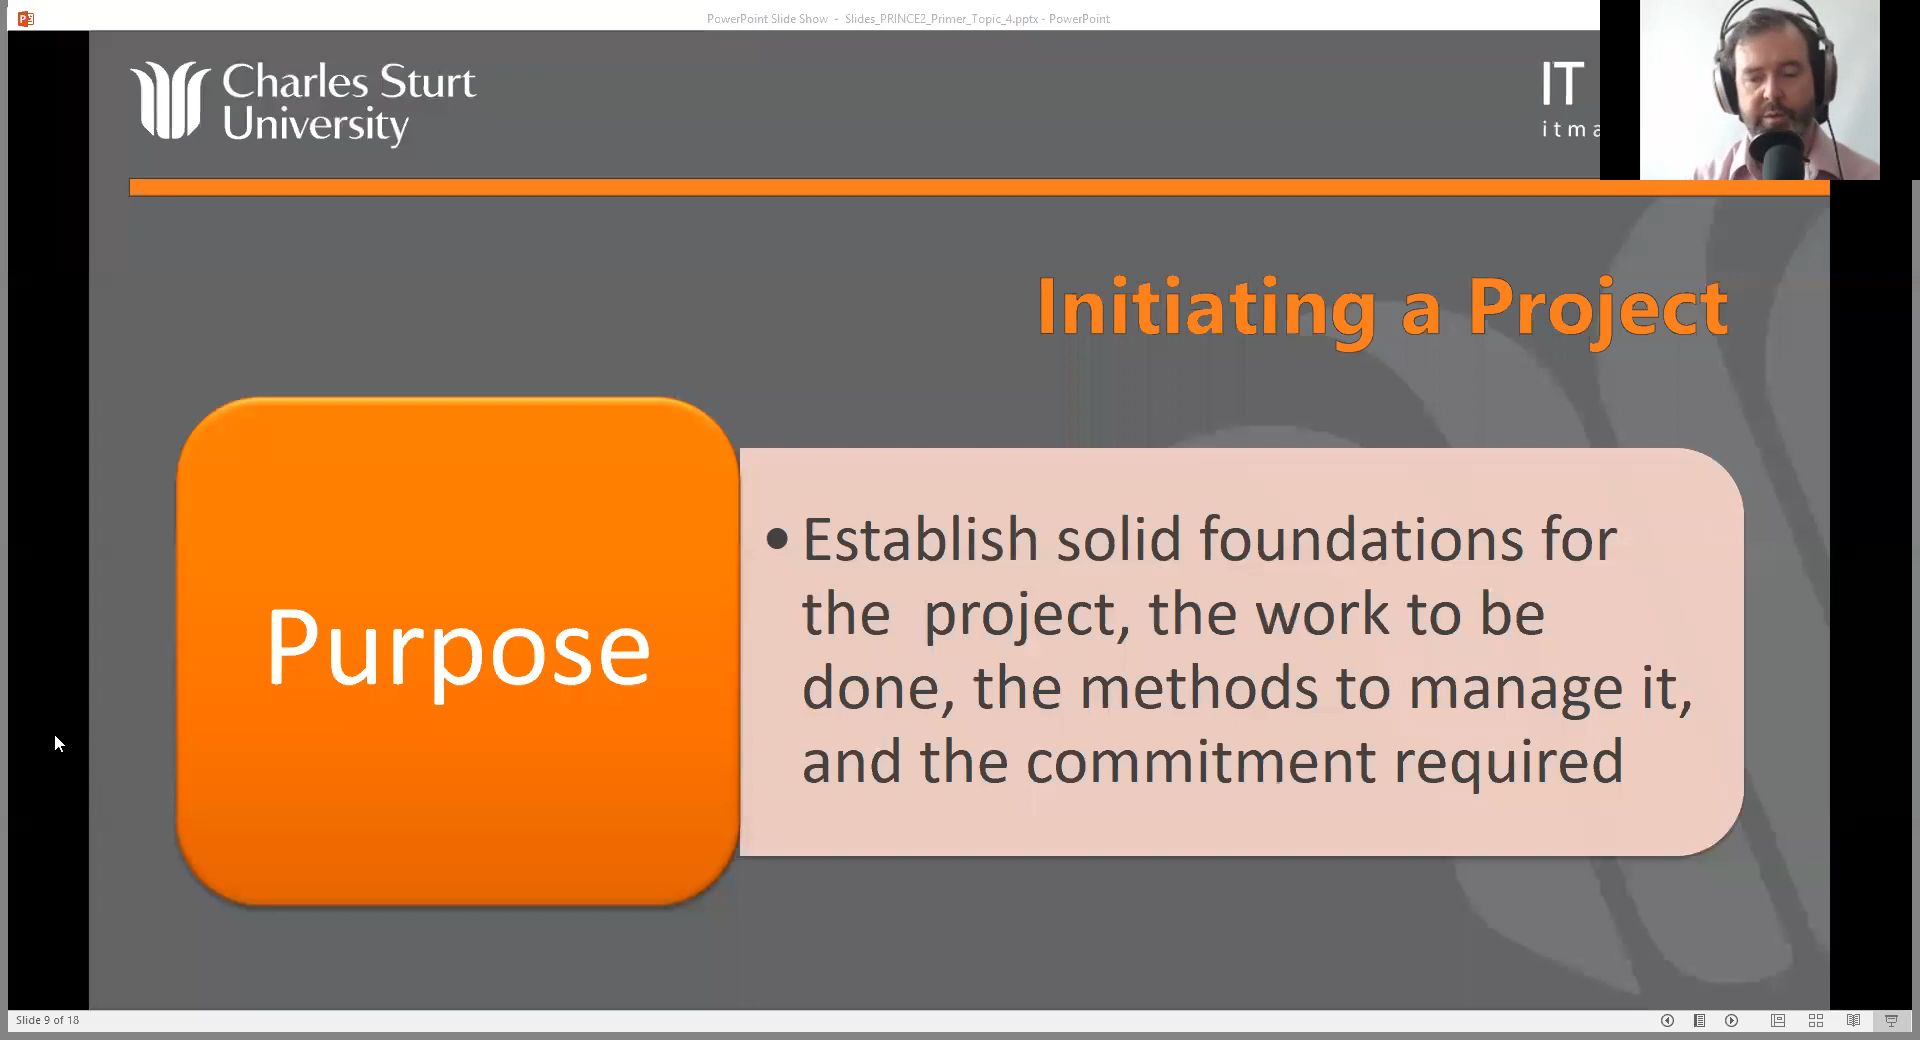 PowerPoint Slide Show - Slides_PRINCE2_Primer_Topic_4.pptx - PowerPoint
Charles Sturt
University
IT
itma
Initiating a Project
Purpose
• Establish solid foundations for
the  project, the work to be
done, the methods to manage it,
and the commitment required
Slide 9 of 18